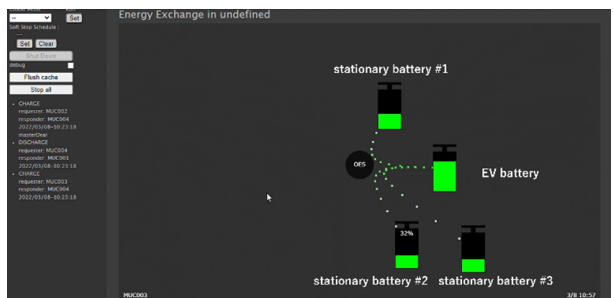 Energy Exchange in undefined
--
Set
Soft Stop Schedule :
---
Set Clear
Shut Down
debug
Flush cache
Stop all
CHARGE
requester: MUC002
responder: MUC004
2022/03/08-10:23:18
masterDeal
DISCHARGE
requester: MUC004
responder: MUC001
2022/03/08-10:23:18
CHARGE
requester: MUC003
responder: MUC004
2022/03/08-10:23:18
stationary battery #1
OES
EV battery
32%
stationary battery #2 stationary battery #3
MUC003
3/8 10:57